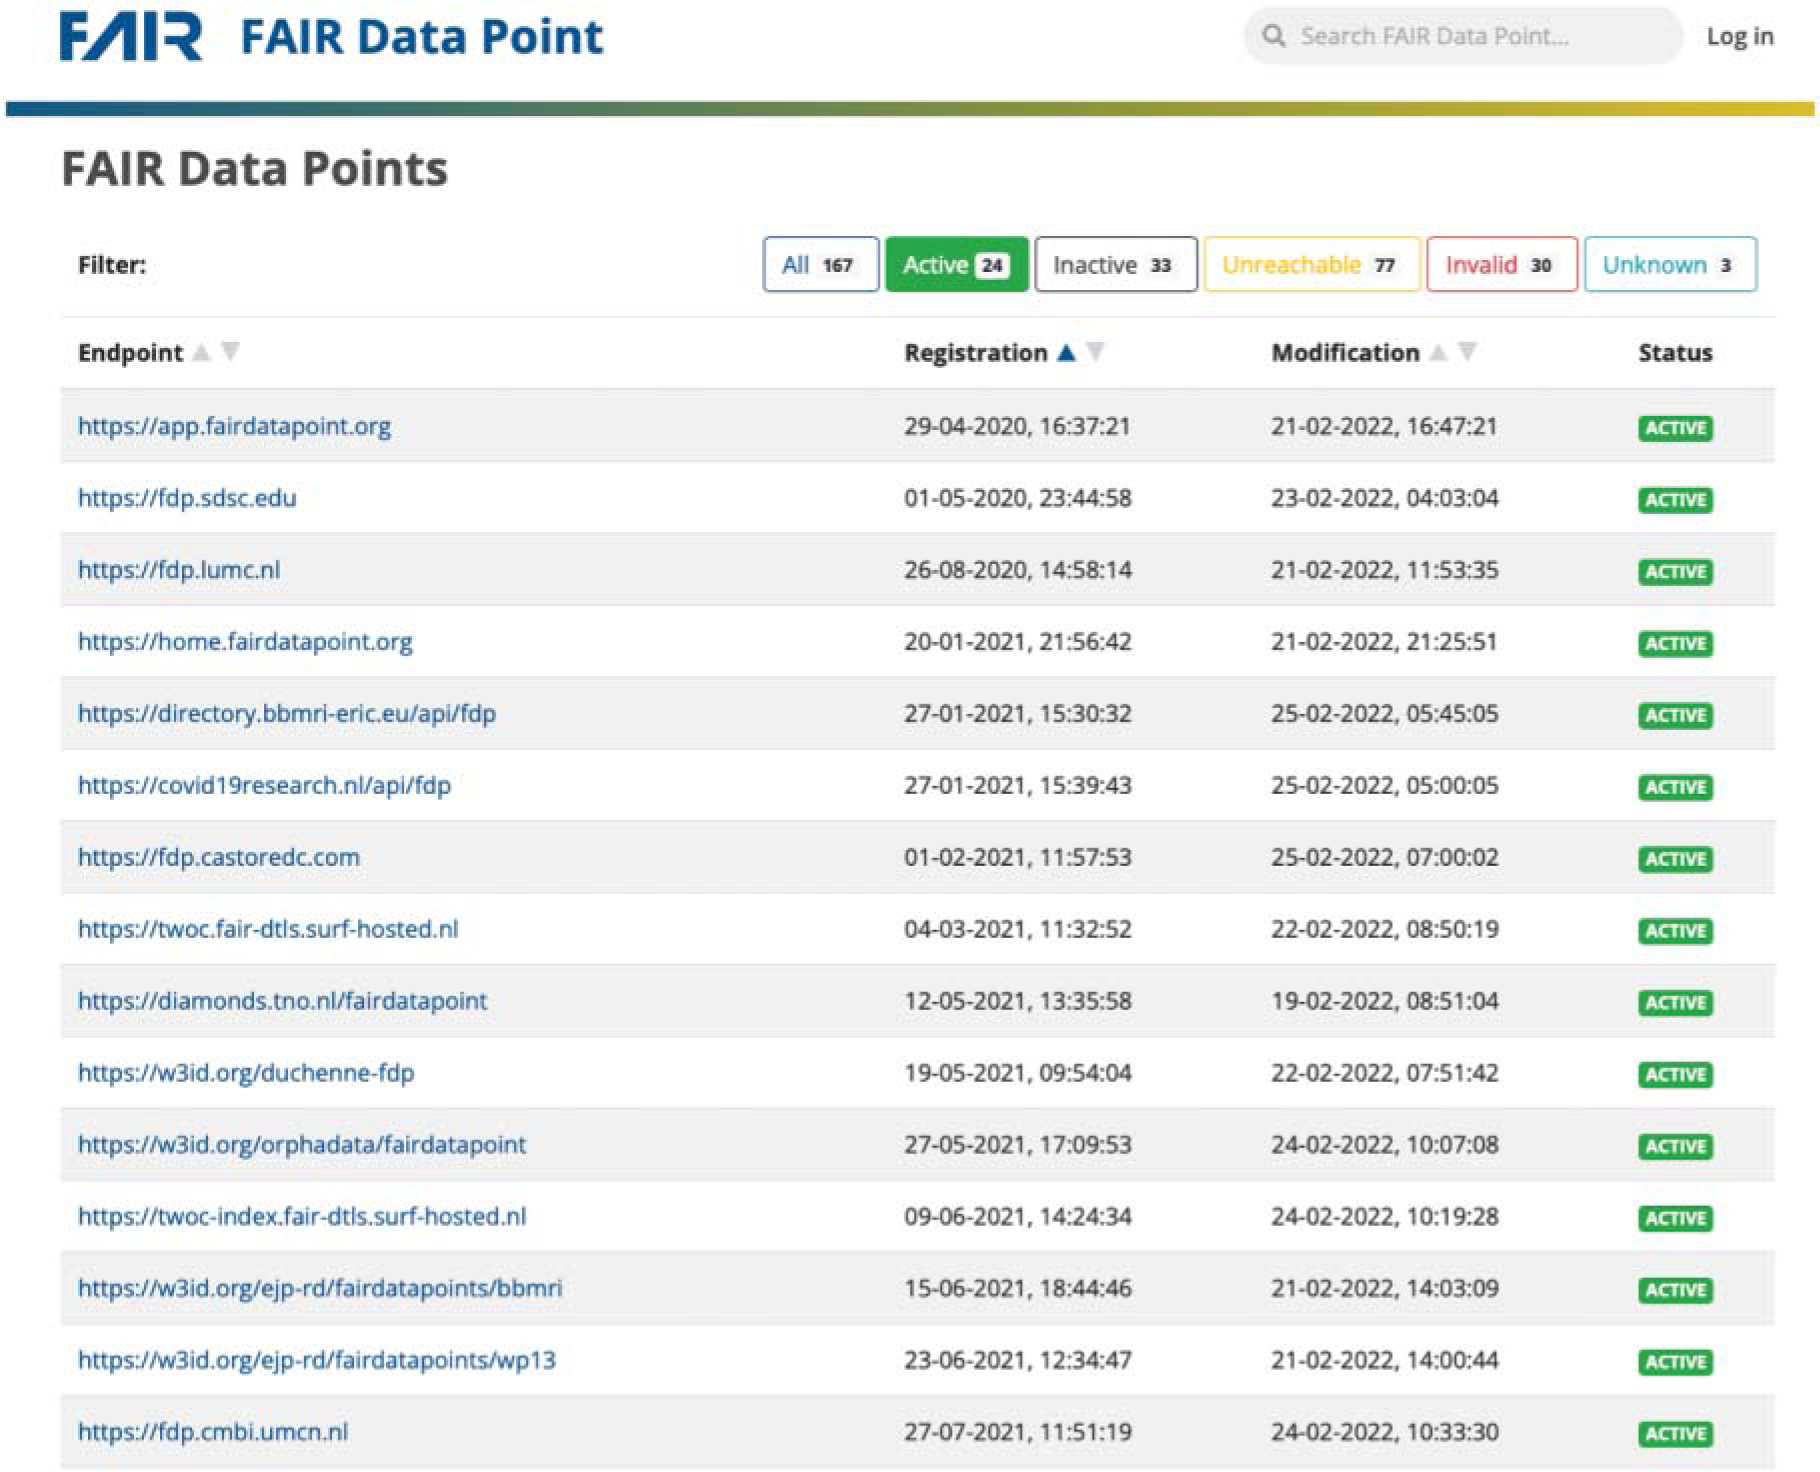 FAIR FAIR Data Point Search FAIR Data Point... Log in
FAIR Data Points
Filter: All 167 Active 24 Inactive 33 Unreachable 77 Invalid 30 Unknown 3
Endpoint Registration Modification Status
https://app.fairdatapoint.org 29-04-2020, 16:37:21 21-02-2022, 16:47:21 ACTIVE
https://fdp.sdsc.edu 01-05-2020, 23:44:58 23-02-2022, 04:03:04 ACTIVE
https://fdp.lumc.nl 26-08-2020, 14:58:14 21-02-2022, 11:53:35 ACTIVE
https://home.fairdatapoint.org 20-01-2021, 21:56:42 21-02-2022, 21:25:51 ACTIVE
https://directory.bbmri-eric.eu/api/fdp 27-01-2021, 15:30:32 25-02-2022, 05:45:05 ACTIVE
https://covid19research.nl/api/fdp 27-01-2021, 15:39:43 25-02-2022, 05:00:05 ACTIVE
https://fdp.castoredc.com 01-02-2021, 11:57:53 25-02-2022, 07:00:02 ACTIVE
https://twoc.fair-dtls.surf-hosted.nl 04-03-2021, 11:32:52 22-02-2022, 08:50:19 ACTIVE
https://diamonds.tno.nl/fairdatapoint 12-05-2021, 13:35:58 19-02-2022, 08:51:04 ACTIVE
https://w3id.org/duchenne-fdp 19-05-2021, 09:54:04 22-02-2022, 07:51:42 ACTIVE
https://w3id.org/orphadata/fairdatapoint 27-05-2021, 17:09:53 24-02-2022, 10:07:08 ACTIVE
https://twoc-index.fair-dtls.surf-hosted.nl 09-06-2021, 14:24:34 24-02-2022, 10:19:28 ACTIVE
https://w3id.org/ejp-rd/fairdatapoints/bbmri 15-06-2021, 18:44:46 21-02-2022, 14:03:09 ACTIVE
https://w3id.org/ejp-rd/fairdatapoints/wp13 23-06-2021, 12:34:47 21-02-2022, 14:00:44 ACTIVE
https://fdp.cmbi.umcn.nl 27-07-2021, 11:51:19 24-02-2022, 10:33:30 ACTIVE